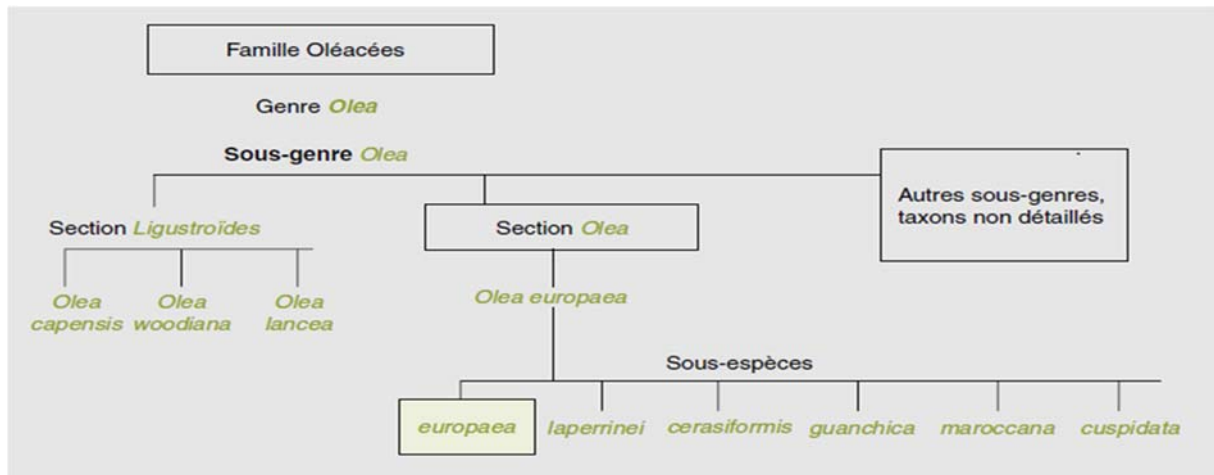 Famille Oléacées
Genre Olea
Sous-genre Olea
Autres sous-genres,
taxons non détaillés
Section Ligustroïdes
Section Olea
Olea
capensis
Olea
woodiana
Olea
lancea
Olea europaea
Sous-espèces
europaea
laperrinei
cerasiformis
guanchica
maroccana
cuspidata